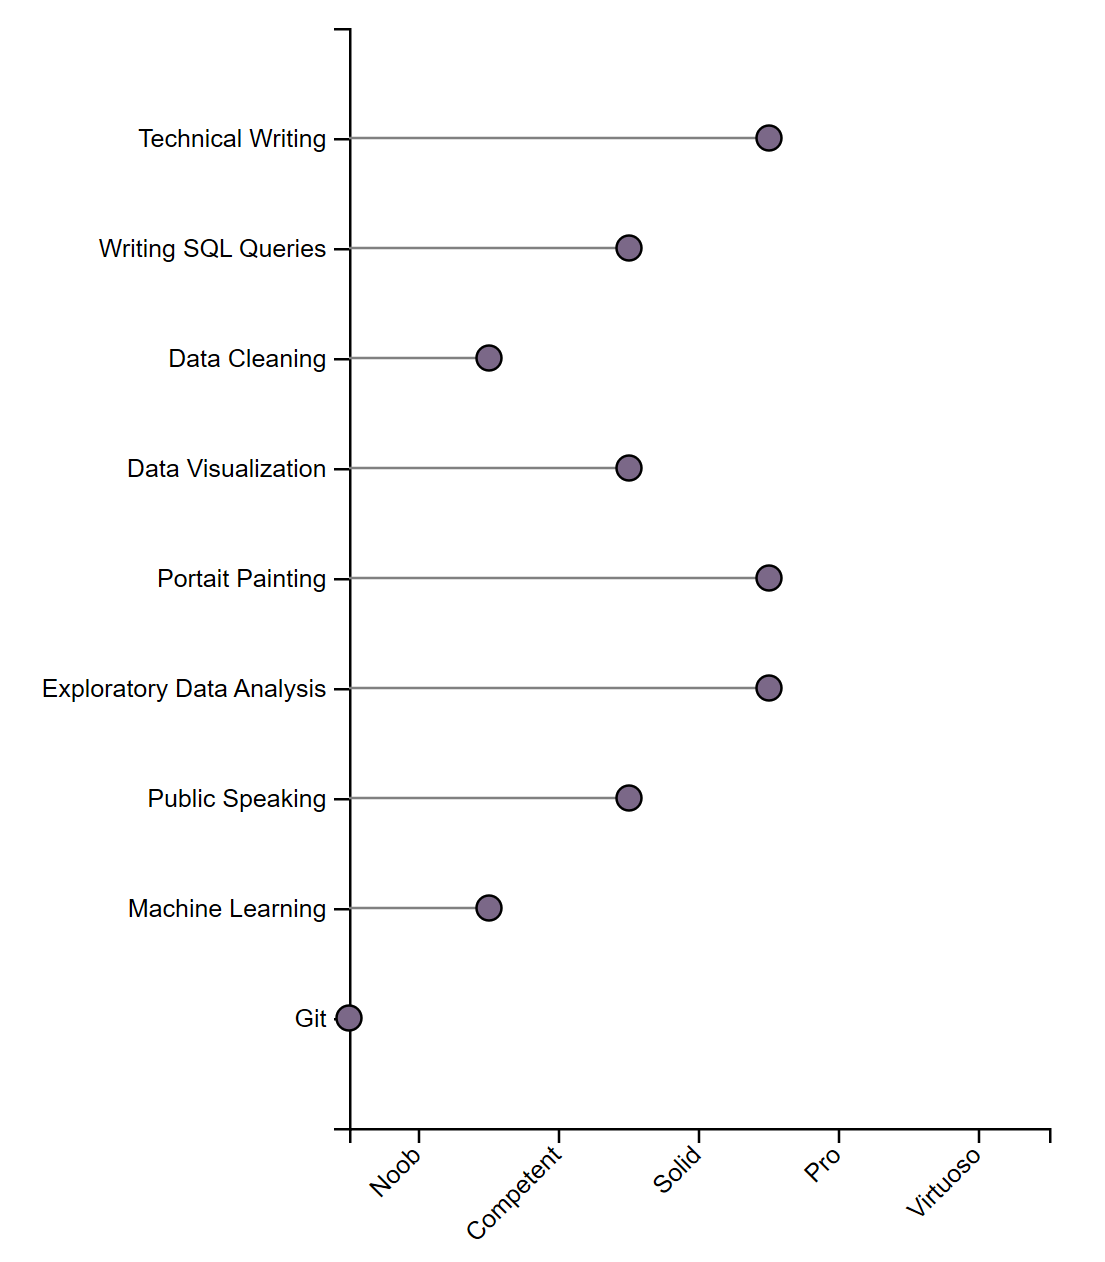 Technical Writing
Writing SQL Queries
Data Cleaning
Data Visualization
Portait Painting
Exploratory Data Analysis
Public Speaking
Machine Learning
Git
Noob
Competent
Solid
Pro
Virtuoso